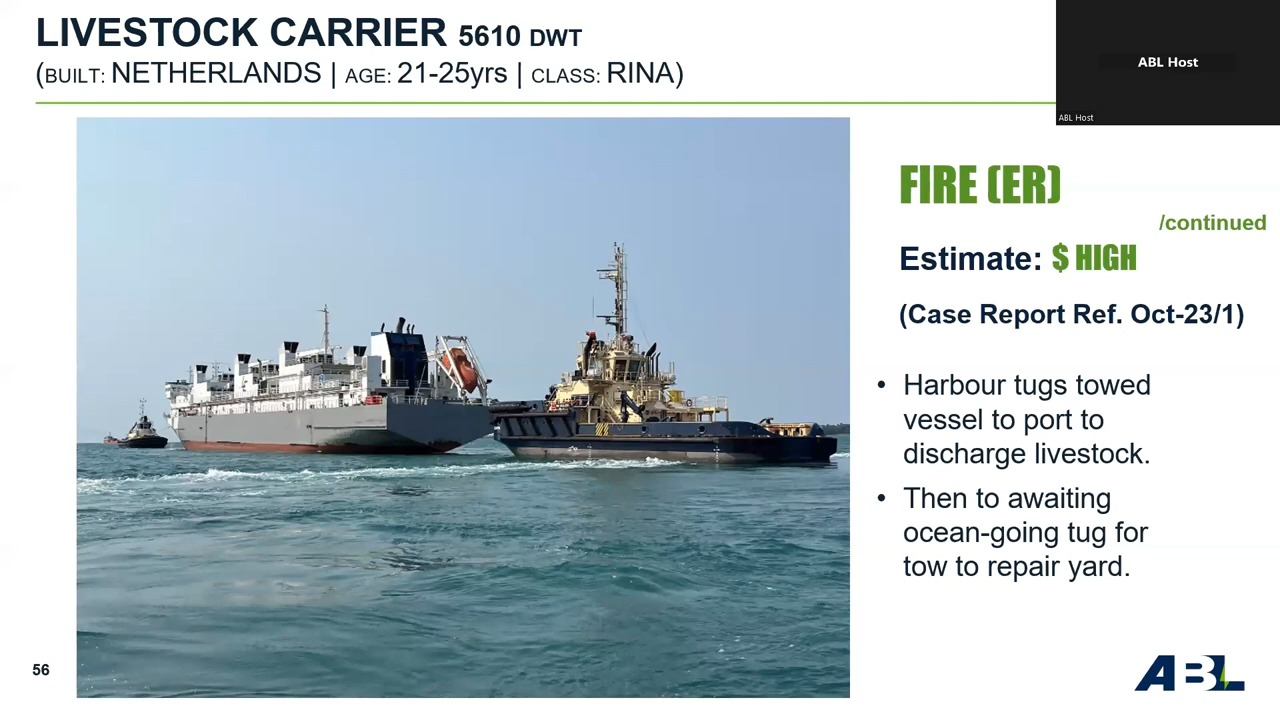 LIVESTOCK CARRIER 5610 DWT
(BUILT: NETHERLANDS | AGE: 21-25yrs | CLASS: RINA)
ABL Host
ABL Host
FIRE (ER)
/continued
Estimate: $ HIGH
(Case Report Ref. Oct-23/1)
• Harbour tugs towed
vessel to port to
discharge livestock.
• Then to awaiting
ocean-going tug for
tow to repair yard.
56
ABL